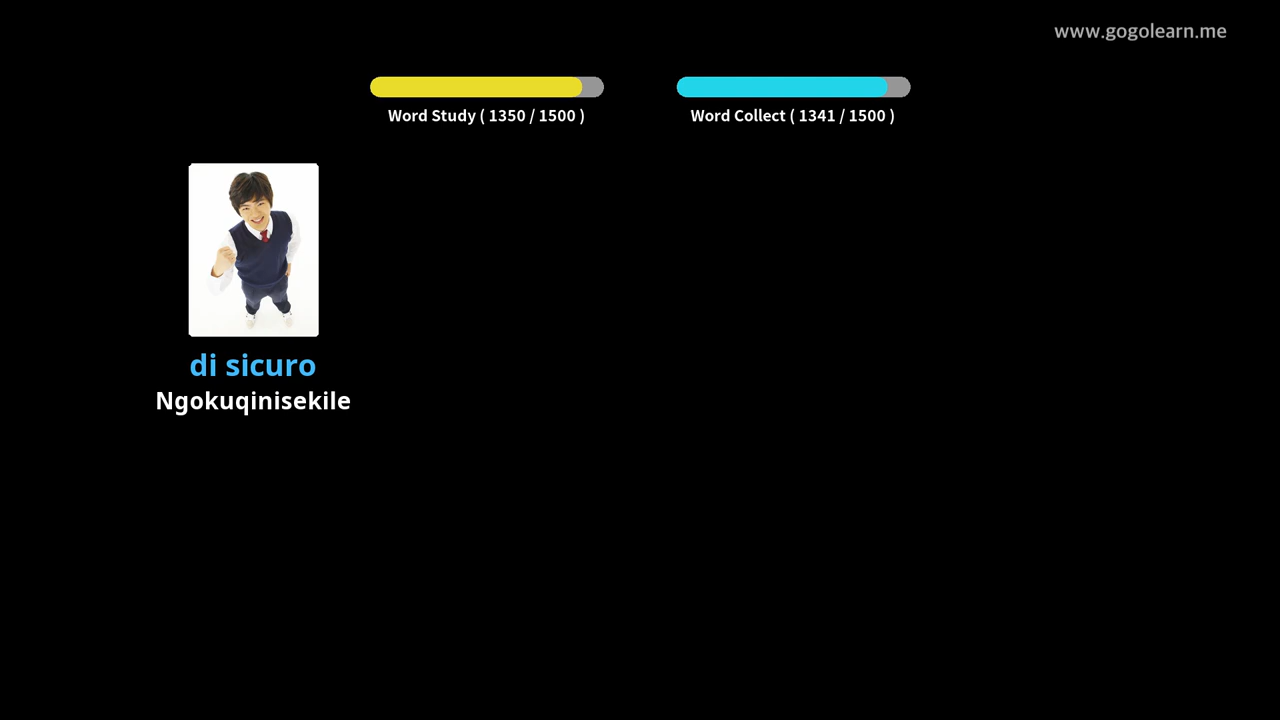 www.gogolearn.me
Word Study ( 1350 / 1500 )
Word Collect ( 1341 / 1500 )
di sicuro
Ngokuqinisekile